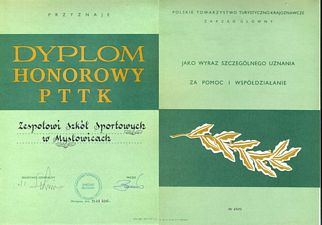 PRZYZNAJE
DYPLOM
HONOROWY
PTTK
Zespołowi Szkół Sportowych
w Mysłowicach
POLSKIE TOWARZYSTWO TURYSTYCZNO-KRAJOZNAWCZE
ZARZĄD GŁÓWNY
JAKO WYRAZ SZCZEGÓLNEGO UZNANIA
ZA POMOC I WSPÓŁDZIAŁANIE